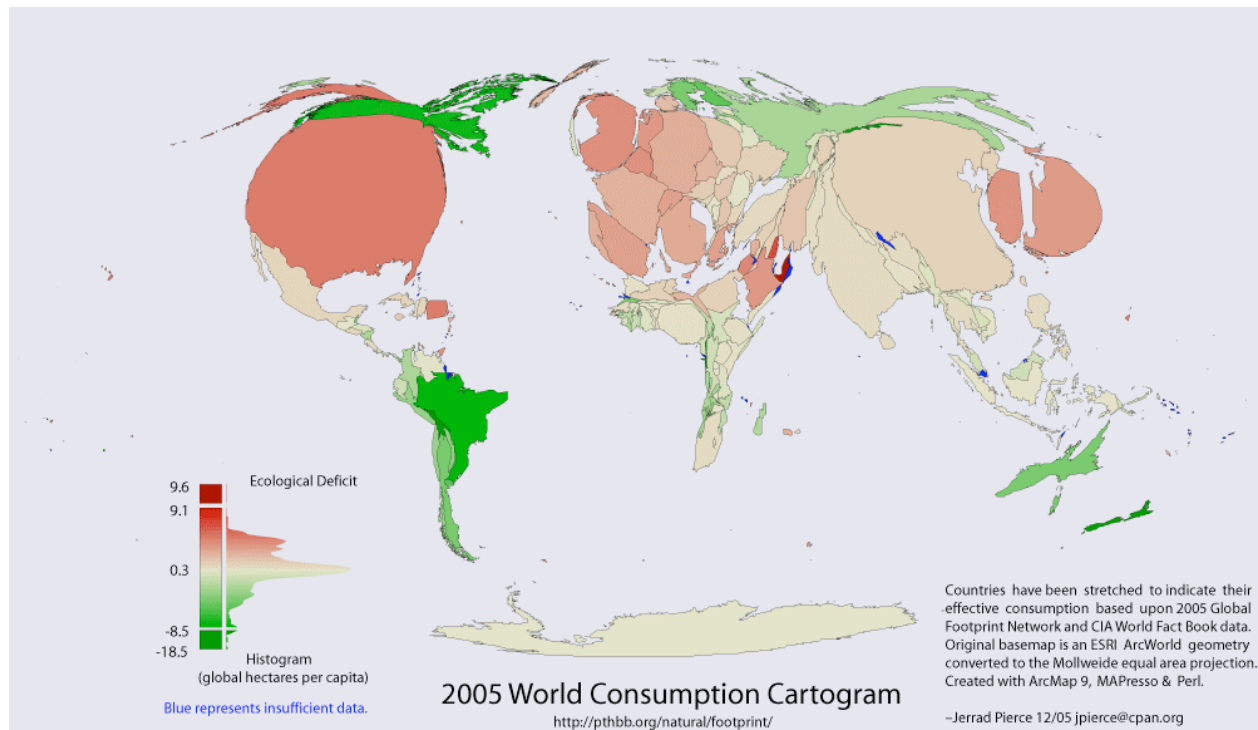 Ecological Deficit
9.6
9.1
0.3
-8.5
-18.5
Histogram
(global hectares per capita)
Blue represents insufficient data.
2005 World Consumption Cartogram
http://pthbb.org/natural/footprint/
Countries have been stretched to indicate their
effective consumption based upon 2005 Global
Footprint Network and CIA World Fact Book data.
Original basemap is an ESRI ArcWorld geometry
converted to the Mollweide equal area projection.
Created with ArcMap 9, MAPresso & Perl.
–Jerrad Pierce 12/05 jpierce@cpan.org